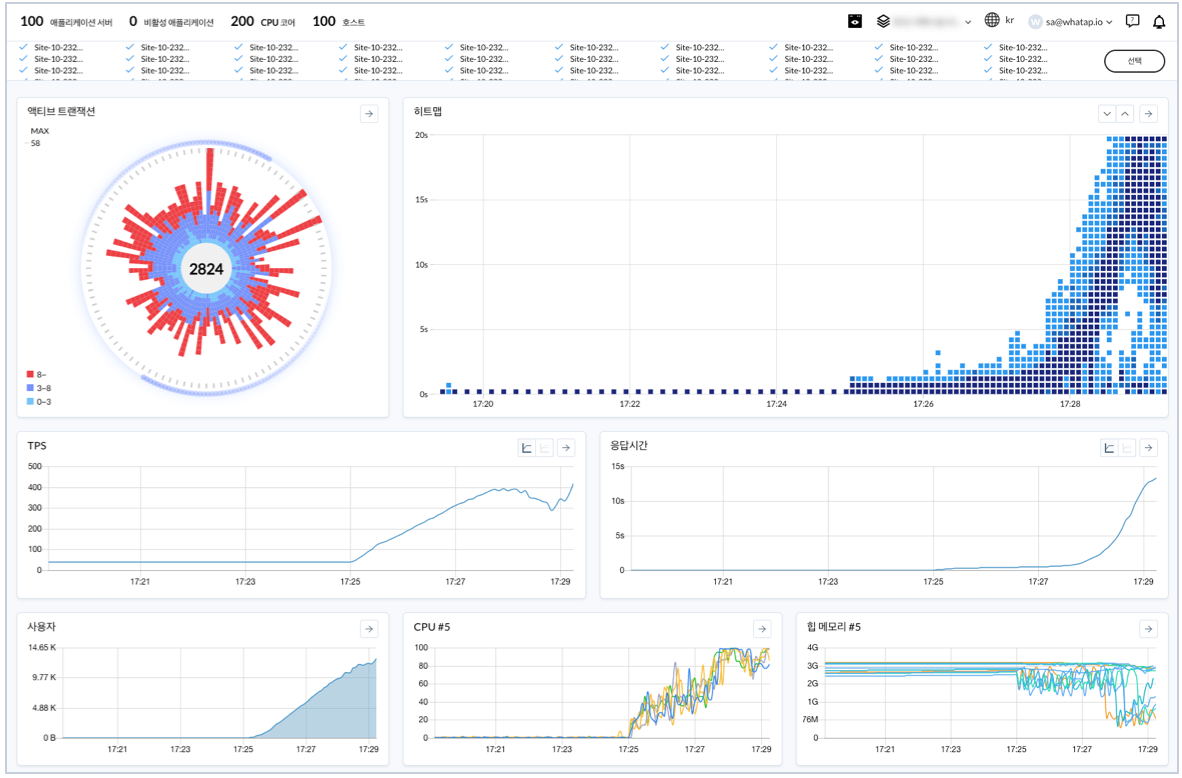 100 애플리케이션 서버 0 비활성 애플리케이션 200 CPU 코어 100 호스트 kr W sa@whatap.io
Site-10-232... Site-10-232... Site-10-232... Site-10-232... Site-10-232... Site-10-232... Site-10-232... Site-10-232... Site-10-232... Site-10-232...
Site-10-232... Site-10-232... Site-10-232... Site-10-232... Site-10-232... Site-10-232... Site-10-232... Site-10-232... Site-10-232... Site-10-232...
Site-10-232... Site-10-232... Site-10-232... Site-10-232... Site-10-232... Site-10-232... Site-10-232... Site-10-232... Site-10-232... Site-10-232...
선택
액티브 트랜잭션
MAX
58
2824
8~
3~8
0~3
히트맵
20s
15s
10s
5s
0s
17:20 17:22 17:24 17:26 17:28
TPS
500
400
300
200
100
0
17:21 17:23 17:25 17:27 17:29
응답시간
15s
10s
5s
0
17:21 17:23 17:25 17:27 17:29
사용자
14.65 K
9.77 K
4.88 K
0 B
17:21 17:23 17:25 17:27 17:29
CPU #5
100
80
60
40
20
0
17:21 17:23 17:25 17:27 17:29
힙 메모리 #5
4G
3G
2G
1G
76M
0
17:21 17:23 17:25 17:27 17:29